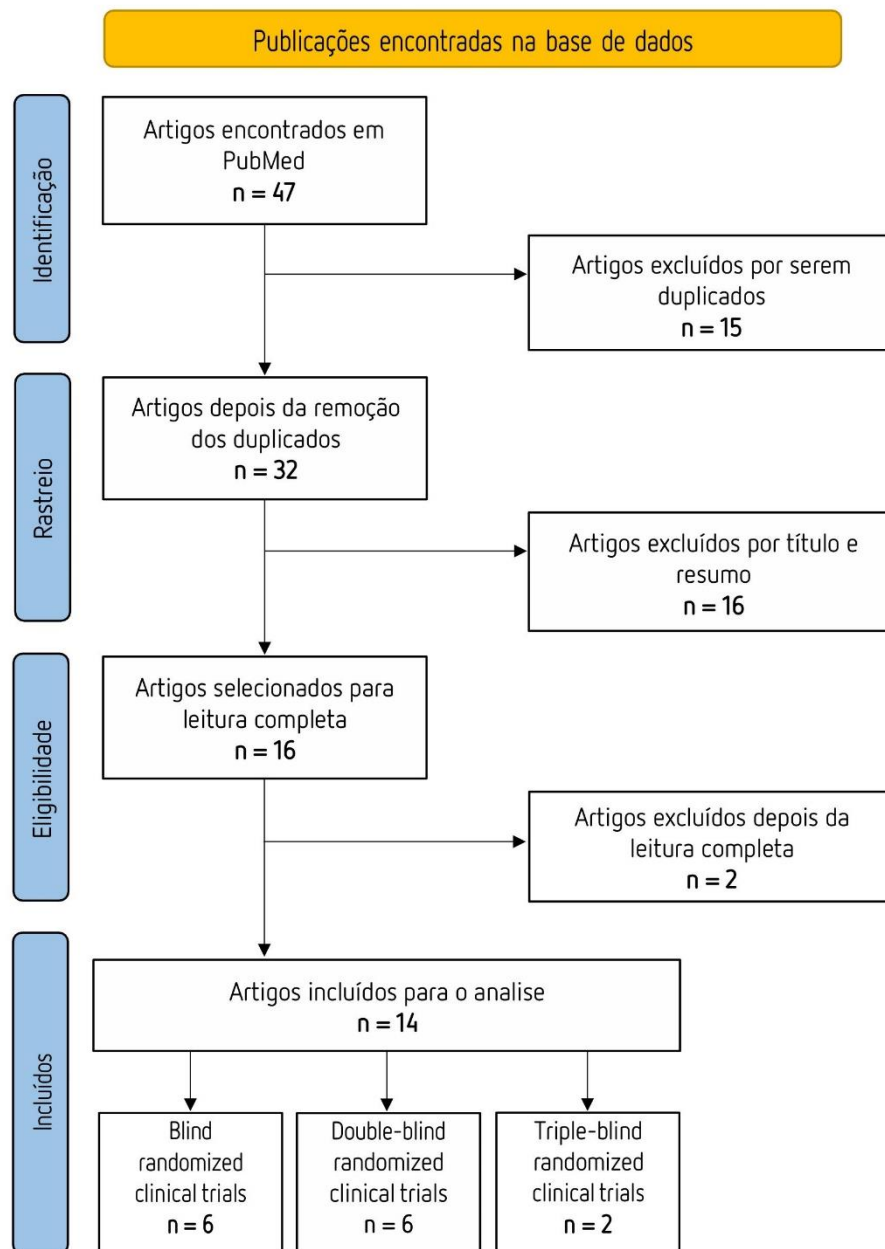 Publicações encontradas na base de dados
Identificação
Artigos encontrados em
PubMed
n = 47
Artigos excluídos por serem
duplicados
n = 15
Rastreio
Artigos depois da remoção
dos duplicados
n = 32
Artigos excluídos por título e
resumo
n = 16
Eligibilidade
Artigos selecionados para
leitura completa
n = 16
Artigos excluídos depois da
leitura completa
n = 2
Incluídos
Artigos incluídos para o analise
n = 14
Blind
randomized
clinical trials
n = 6
Double-blind
randomized
clinical trials
n = 6
Triple-blind
randomized
clinical trials
n = 2